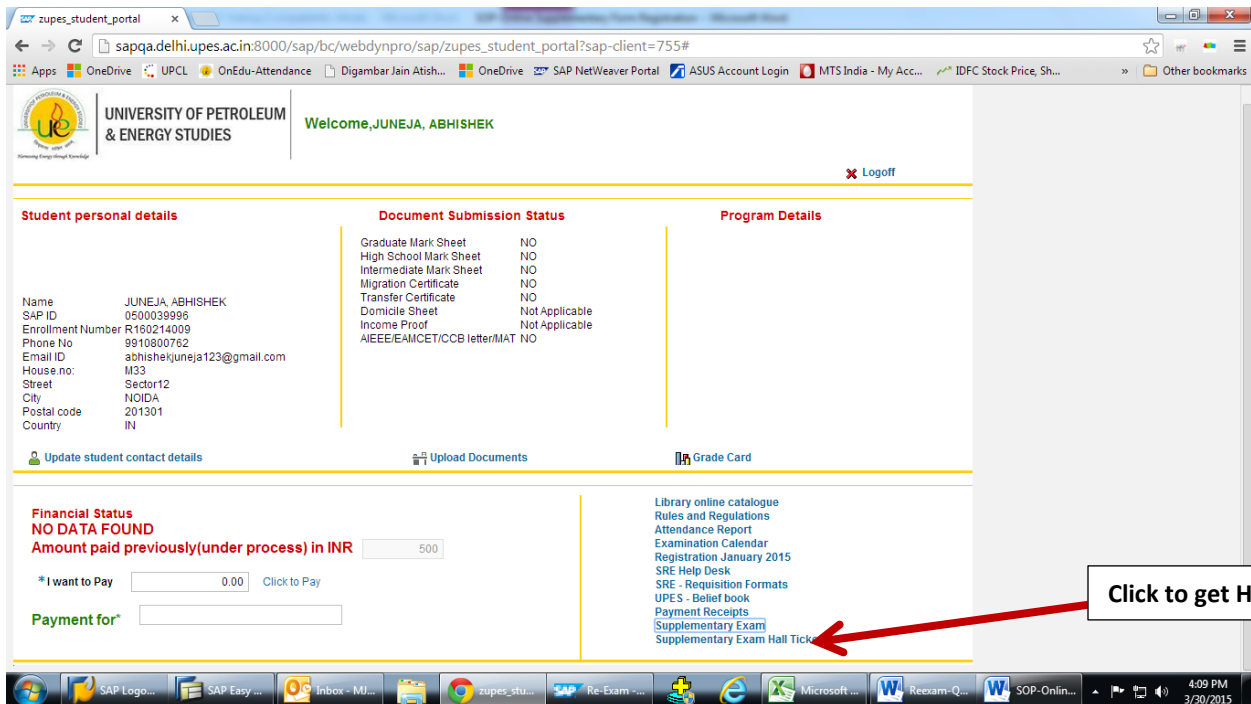 zupes_student_portal
sapqa.delhi.upes.ac.in:8000/sap/bc/webdynpro/sap/zupes_student_portal?sap-client=755#
Apps OneDrive UPCL OnEdu-Attendance Digambar Jain Atish... OneDrive SAP NetWeaver Portal ASUS Account Login MTS India - My Acc... IDFC Stock Price, Sh... » Other bookmarks
UNIVERSITY OF PETROLEUM
& ENERGY STUDIES
Welcome,JUNEJA, ABHISHEK
Logoff
Student personal details
Name JUNEJA, ABHISHEK
SAP ID 0500039996
Enrollment Number R160214009
Phone No 9910800762
Email ID abhishekjuneja123@gmail.com
House.no: M33
Street Sector12
City NOIDA
Postal code 201301
Country IN
Document Submission Status
Graduate Mark Sheet NO
High School Mark Sheet NO
Intermediate Mark Sheet NO
Migration Certificate NO
Transfer Certificate NO
Domicile Sheet Not Applicable
Income Proof Not Applicable
AIEEE/EAMCET/CCB letter/MAT NO
Program Details
Update student contact details
Upload Documents
Grade Card
Financial Status
NO DATA FOUND
Amount paid previously(under process) in INR 500
*I want to Pay 0.00 Click to Pay
Payment for*
Library online catalogue
Rules and Regulations
Attendance Report
Examination Calendar
Registration January 2015
SRE Help Desk
SRE - Requisition Formats
UPES - Belief book
Payment Receipts
Supplementary Exam
Supplementary Exam Hall Tick
Click to get H
SAP Logo... SAP Easy ... Inbox - MJ... zupes_stu... Re-Exam -... Microsoft ... Reexam-Q... SOP-Onlin...
4:09 PM
3/30/2015